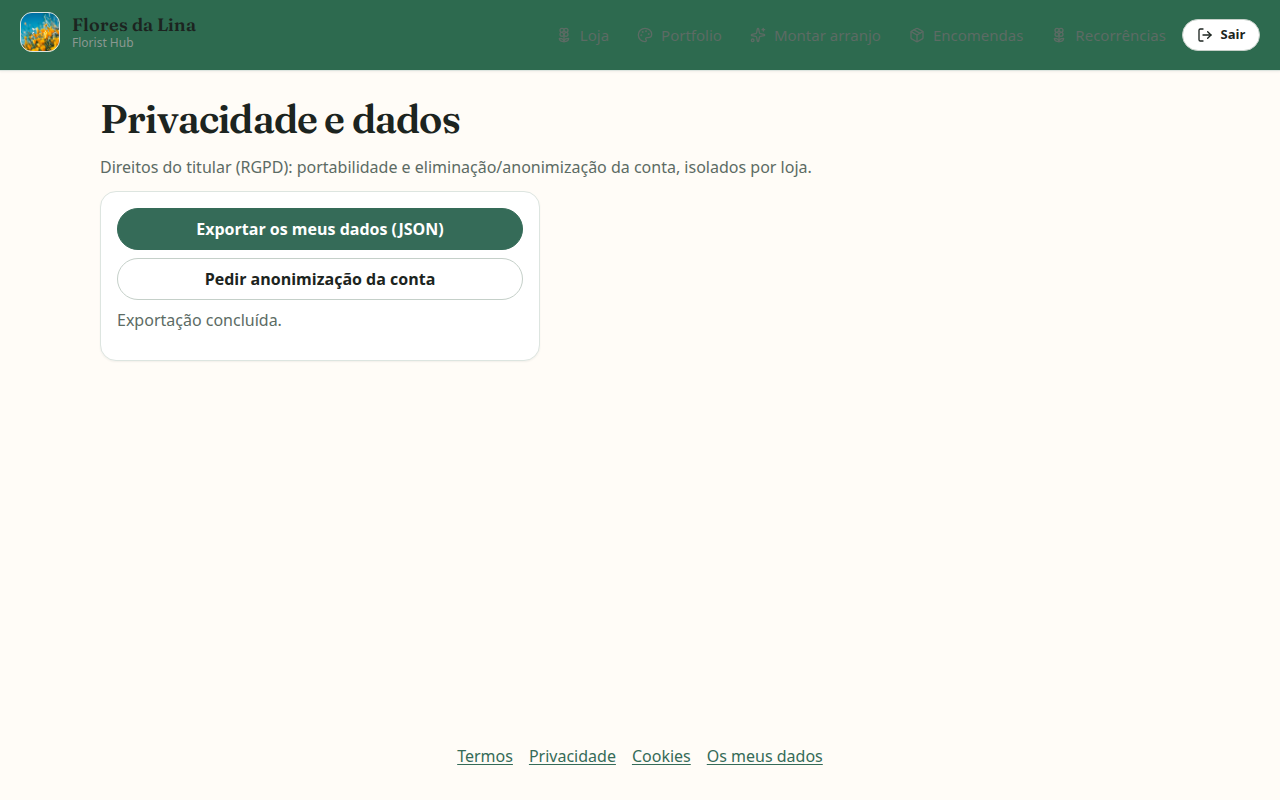 Flores da Lina
Florist Hub
Loja
Portfolio
Montar arranjo
Encomendas
Recorrências
Sair
Privacidade e dados
Direitos do titular (RGPD): portabilidade e eliminação/anonimização da conta, isolados por loja.
Exportar os meus dados (JSON)
Pedir anonimização da conta
Exportação concluída.
Termos
Privacidade
Cookies
Os meus dados